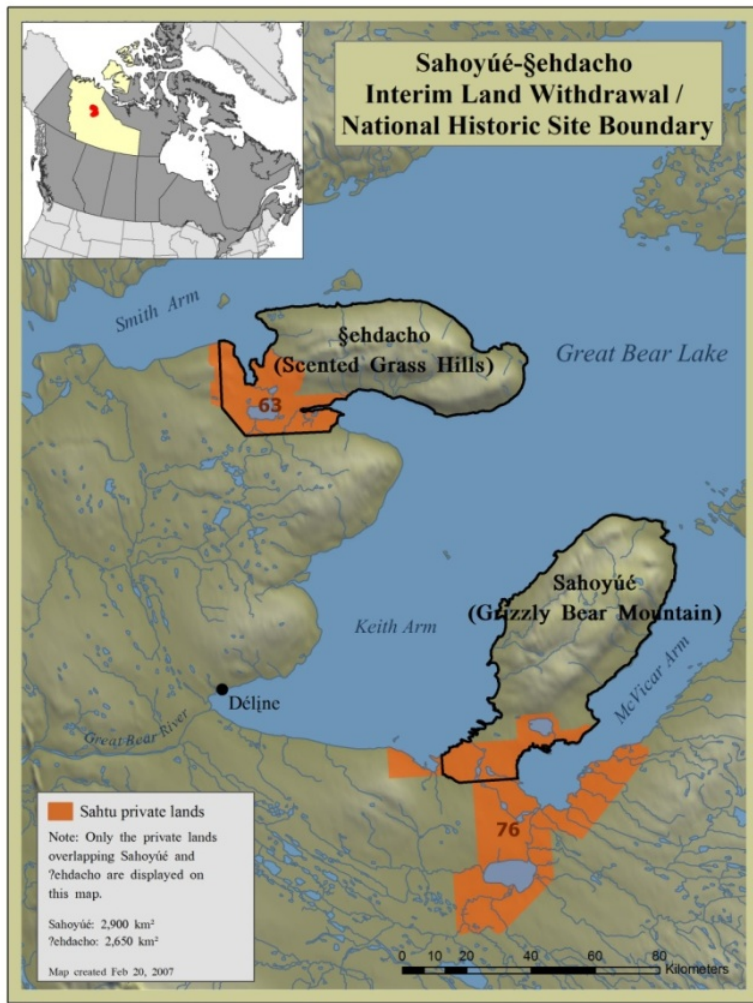 Sahoyúé-§ehdacho
Interim Land Withdrawal /
National Historic Site Boundary
Smith Arm
§ehdacho
(Scented Grass Hills)
Great Bear Lake
63
Sahoyúé
(Grizzly Bear Mountain)
Keith Arm
McVicar Arm
Délįne
Great Bear River
76
Sahtu private lands
Note: Only the private lands
overlapping Sahoyúé and
?ehdacho are displayed on
this map.
Sahoyúé: 2,900 km²
?ehdacho: 2,650 km²
Map created Feb 20, 2007
0 10 20 40 60 80
Kilometers